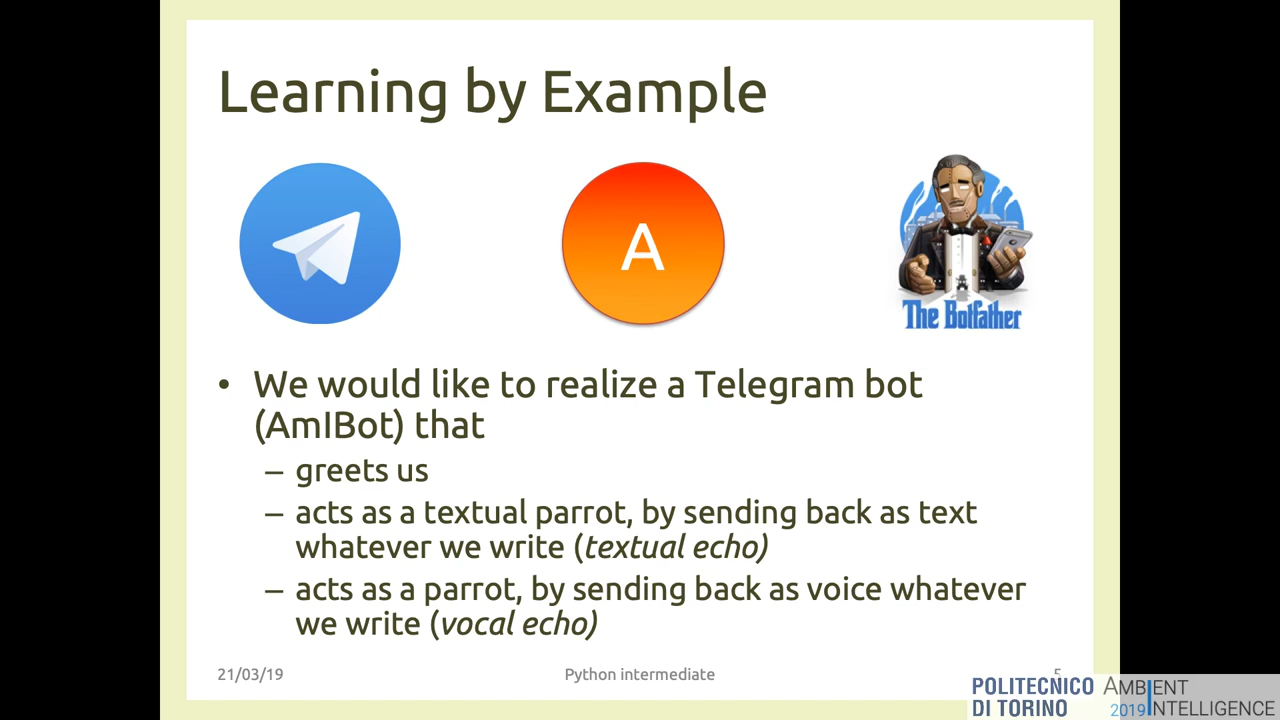 Learning by Example
A
The Botfather
• We would like to realize a Telegram bot
(AmIBot) that
– greets us
– acts as a textual parrot, by sending back as text
whatever we write (textual echo)
– acts as a parrot, by sending back as voice whatever
we write (vocal echo)
21/03/19
Python intermediate
5
POLITECNICO
DI TORINO
AMBIENT
2019 INTELLIGENCE